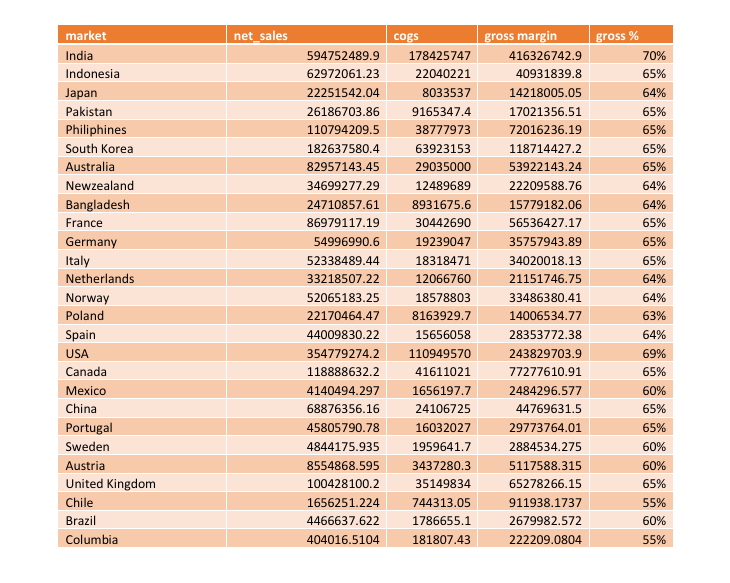 market net_sales cogs gross margin gross %
India 594752489.9 178425747 416326742.9 70%
Indonesia 62972061.23 22040221 40931839.8 65%
Japan 22251542.04 8033537 14218005.05 64%
Pakistan 26186703.86 9165347.4 17021356.51 65%
Philiphines 110794209.5 38777973 72016236.19 65%
South Korea 182637580.4 63923153 118714427.2 65%
Australia 82957143.45 29035000 53922143.24 65%
Newzealand 34699277.29 12489689 22209588.76 64%
Bangladesh 24710857.61 8931675.6 15779182.06 64%
France 86979117.19 30442690 56536427.17 65%
Germany 54996990.6 19239047 35757943.89 65%
Italy 52338489.44 18318471 34020018.13 65%
Netherlands 33218507.22 12066760 21151746.75 64%
Norway 52065183.25 18578803 33486380.41 64%
Poland 22170464.47 8163929.7 14006534.77 63%
Spain 44009830.22 15656058 28353772.38 64%
USA 354779274.2 110949570 243829703.9 69%
Canada 118888632.2 41611021 77277610.91 65%
Mexico 4140494.297 1656197.7 2484296.577 60%
China 68876356.16 24106725 44769631.5 65%
Portugal 45805790.78 16032027 29773764.01 65%
Sweden 4844175.935 1959641.7 2884534.275 60%
Austria 8554868.595 3437280.3 5117588.315 60%
United Kingdom 100428100.2 35149834 65278266.15 65%
Chile 1656251.224 744313.05 911938.1737 55%
Brazil 4466637.622 1786655.1 2679982.572 60%
Columbia 404016.5104 181807.43 222209.0804 55%